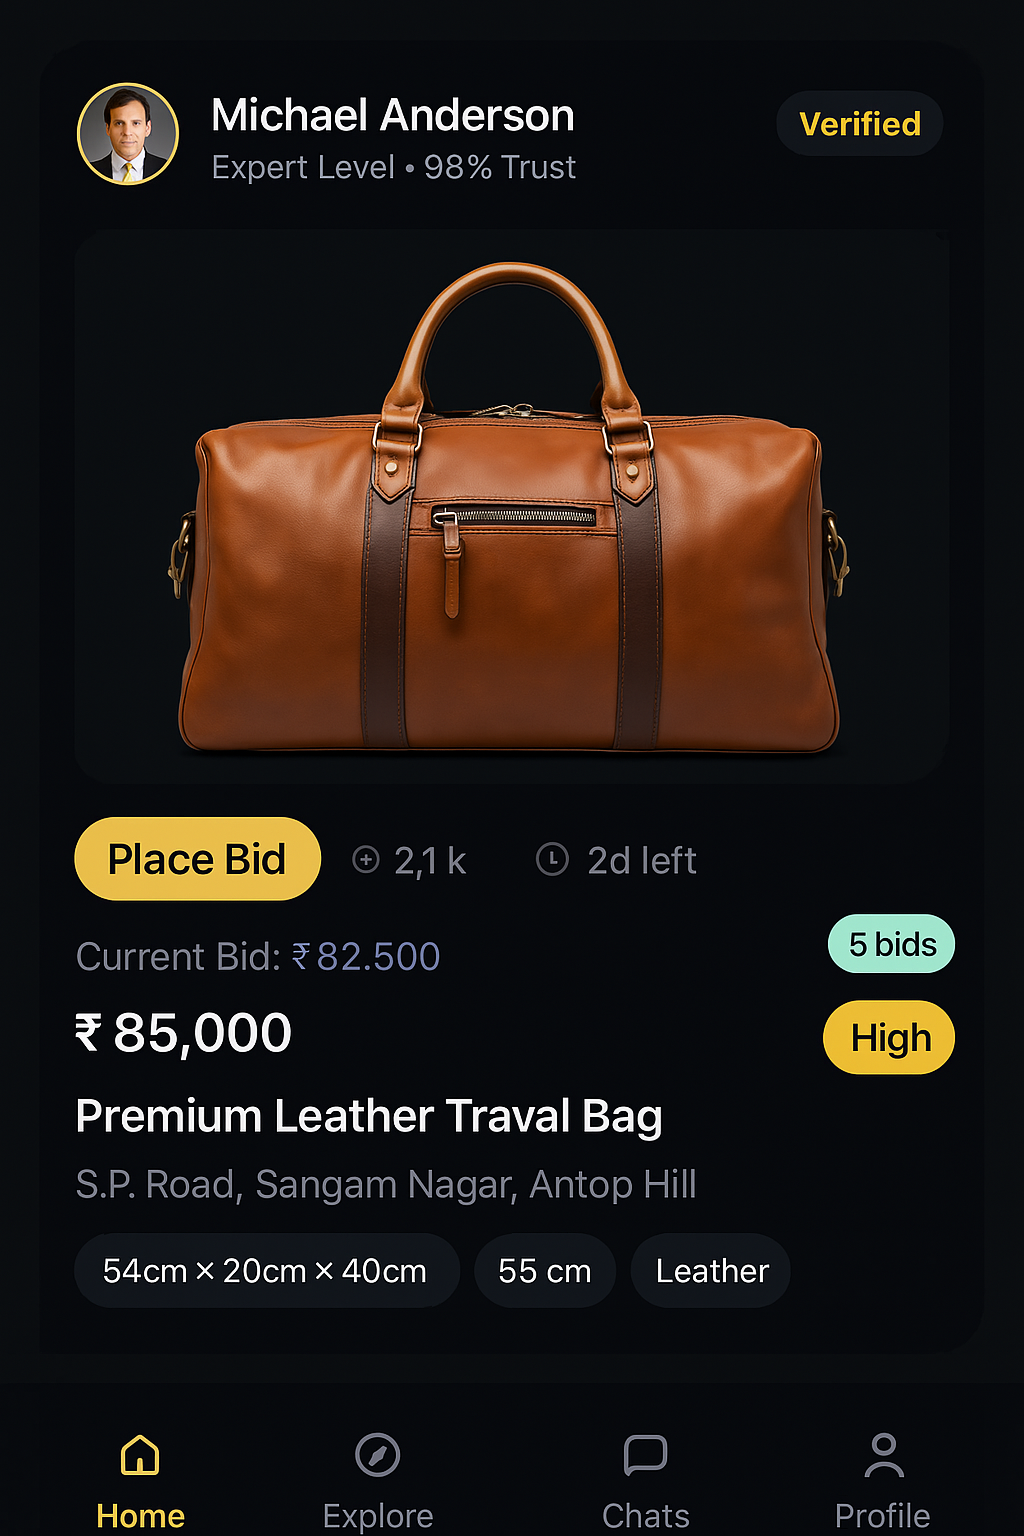 Michael Anderson
Expert Level • 98% Trust
Verified
Place Bid
2,1 k
2d left
Current Bid: ₹ 82.500
5 bids
₹ 85,000
High
Premium Leather Traval Bag
S.P. Road, Sangam Nagar, Antop Hill
54cm × 20cm × 40cm
55 cm
Leather
Home
Explore
Chats
Profile